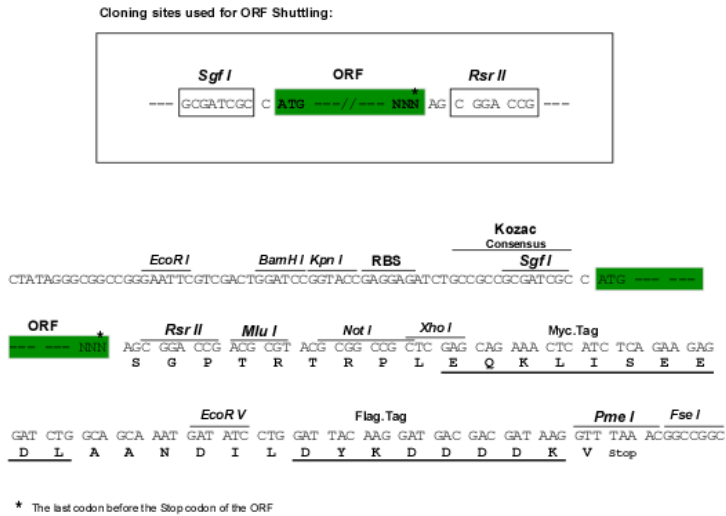 Cloning sites used for ORF Shuttling:
Sgf I ORF Rsr II
*
--- GCGATCGC C ATG ---//--- NNN AG C GGA CCG ---
Kozac
Consensus
EcoR I BamH I Kpn I RBS Sgf I
CTATAGGGCGGCCGGGAATTCGTCGACTGGATCCGGTACCGAGGAGATCTGCCGCCGCGATCGC C ATG --- ---
ORF * Rsr II Mlu I Not I Xho I Myc.Tag
--- --- NNN AGC GGA CCG ACG CGT ACG CGG CCG CTC GAG CAG AAA CTC ATC TCA GAA GAG
S G P T R T R P L E Q K L I S E E
EcoR V Flag.Tag Pme I Fse I
GAT CTG GCA GCA AAT GAT ATC CTG GAT TAC AAG GAT GAC GAC GAT AAG GTT TAA ACGGCCGGC
D L A A N D I L D Y K D D D D K V Stop
* The last codon before the Stop codon of the ORF